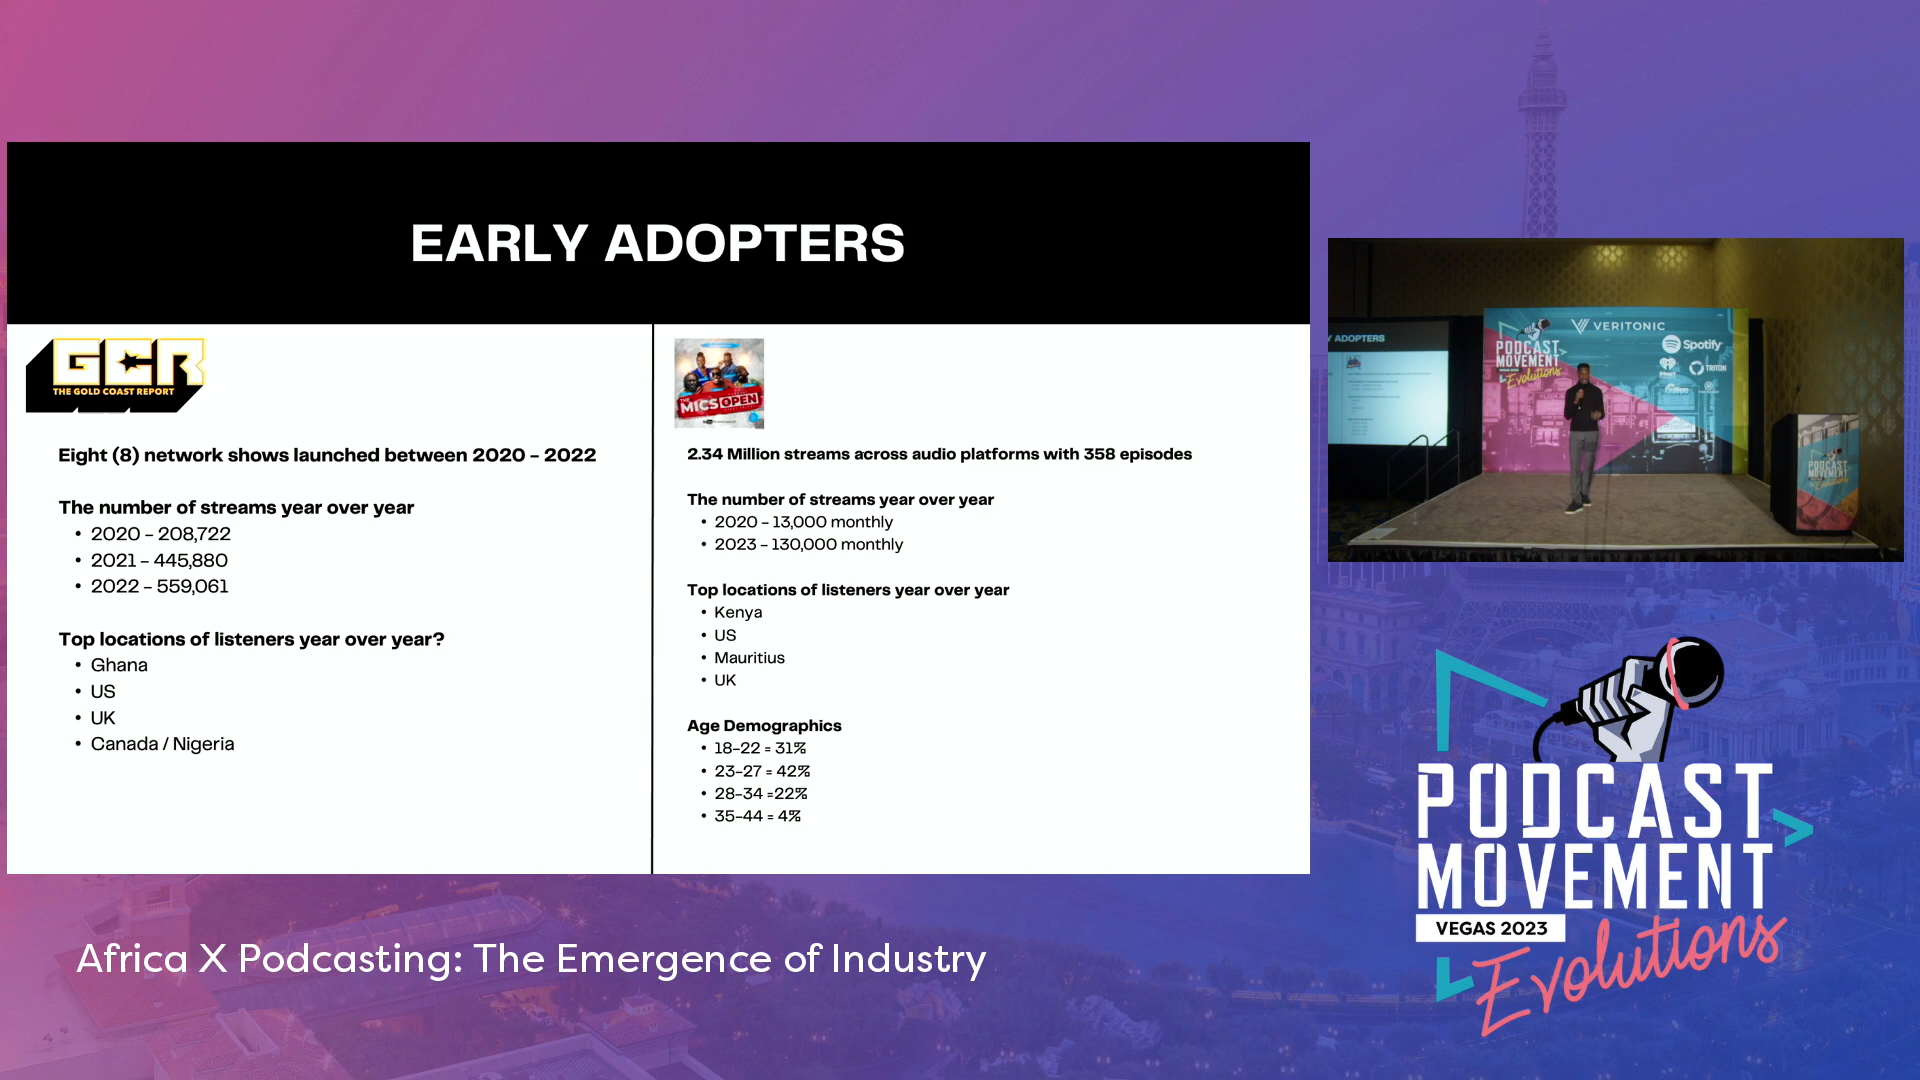 EARLY ADOPTERS
GCR
THE GOLD COAST REPORT
Eight (8) network shows launched between 2020 – 2022
The number of streams year over year
• 2020 – 208,722
• 2021 – 445,880
• 2022 – 559,061
Top locations of listeners year over year?
• Ghana
• US
• UK
• Canada / Nigeria
MICS OPEN
2.34 Million streams across audio platforms with 358 episodes
The number of streams year over year
• 2020 – 13,000 monthly
• 2023 – 130,000 monthly
Top locations of listeners year over year
• Kenya
• US
• Mauritius
• UK
Age Demographics
• 18–22 = 31%
• 23–27 = 42%
• 28–34 =22%
• 35–44 = 4%
Y ADOPTERS
VERITONIC
PODCAST
MOVEMENT
Evolutions
Spotify
TRITON
PODCAST
MOVEMENT
PODCAST
MOVEMENT
VEGAS 2023
Evolutions
Africa X Podcasting: The Emergence of Industry